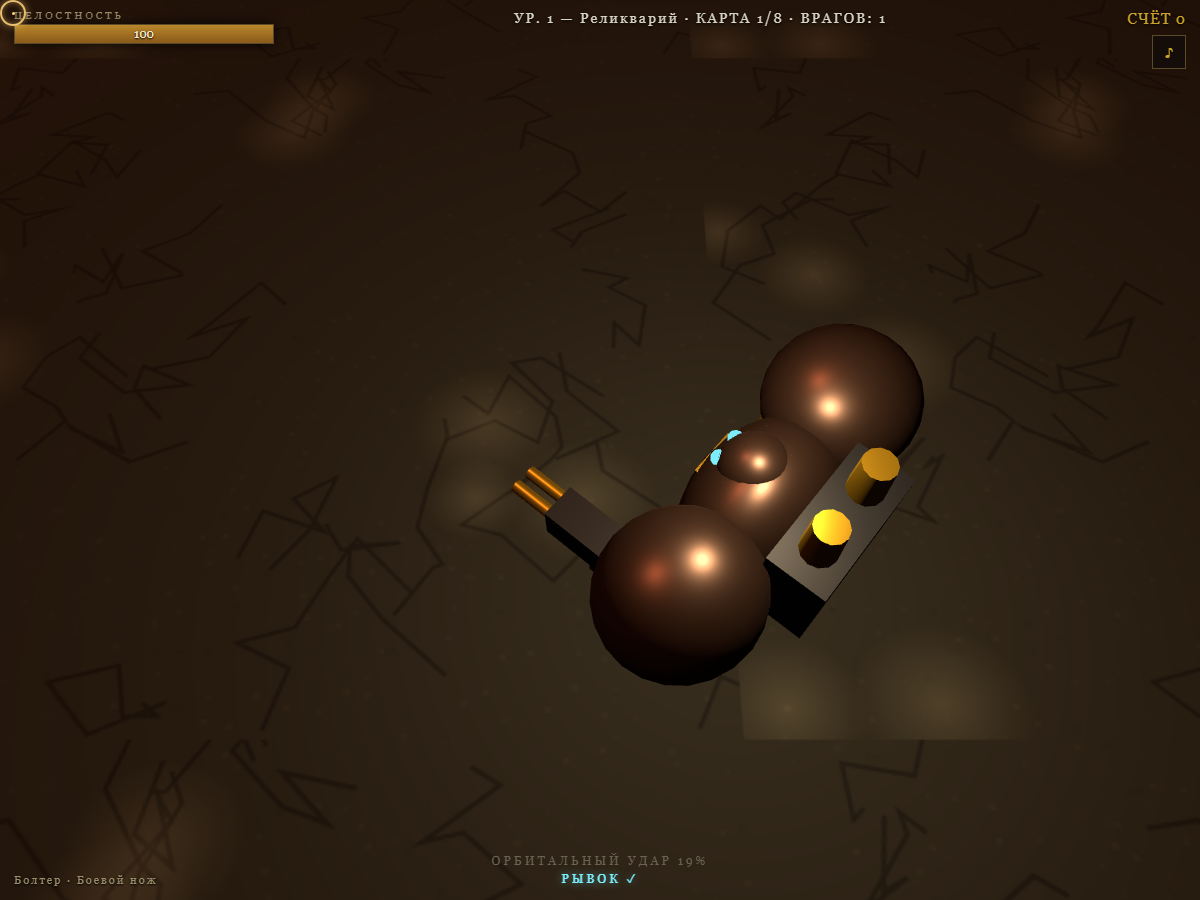 ЦЕЛОСТНОСТЬ
100
УР. 1 — Реликварий · КАРТА 1/8 · ВРАГОВ: 1
СЧЁТ 0
♪
ОРБИТАЛЬНЫЙ УДАР 19%
РЫВОК ✓
Болтер · Боевой нож